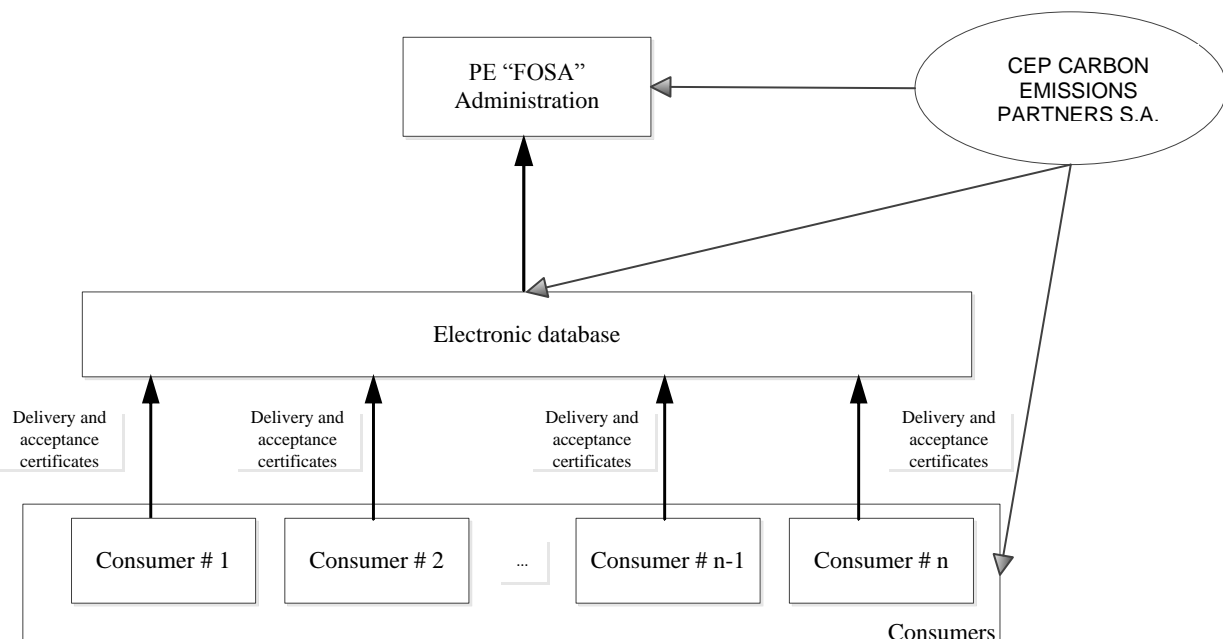 PE “FOSA”
Administration
CEP CARBON
EMISSIONS
PARTNERS S.A.
Electronic database
Delivery and
acceptance
certificates
Delivery and
acceptance
certificates
Delivery and
acceptance
certificates
Delivery and
acceptance
certificates
Consumer # 1
Consumer # 2
...
Consumer # n-1
Consumer # n
Consumers